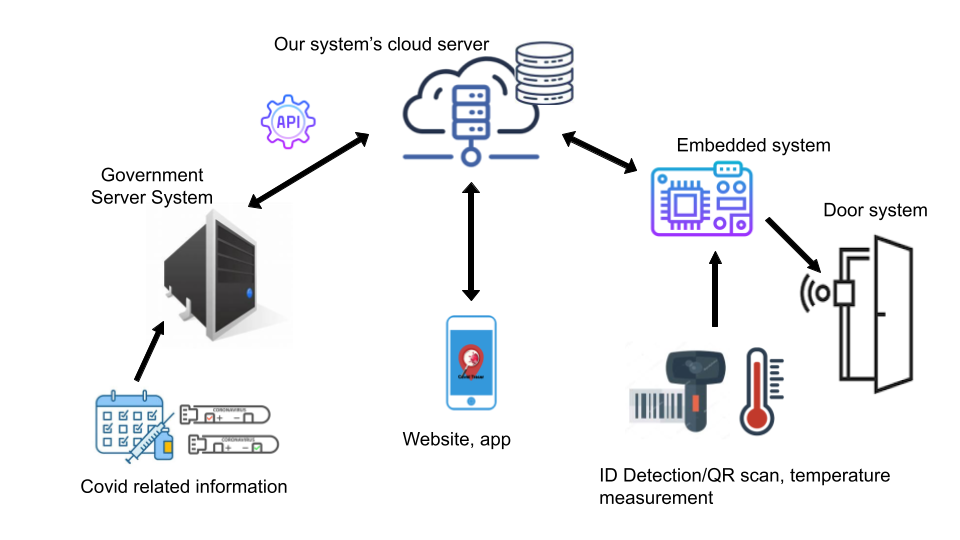 Our system's cloud server
API
Government
Server System
Embedded system
Door system
CORONAVIRUS
+ −
CORONAVIRUS
+ −
Website, app
Covid related information
ID Detection/QR scan, temperature
measurement